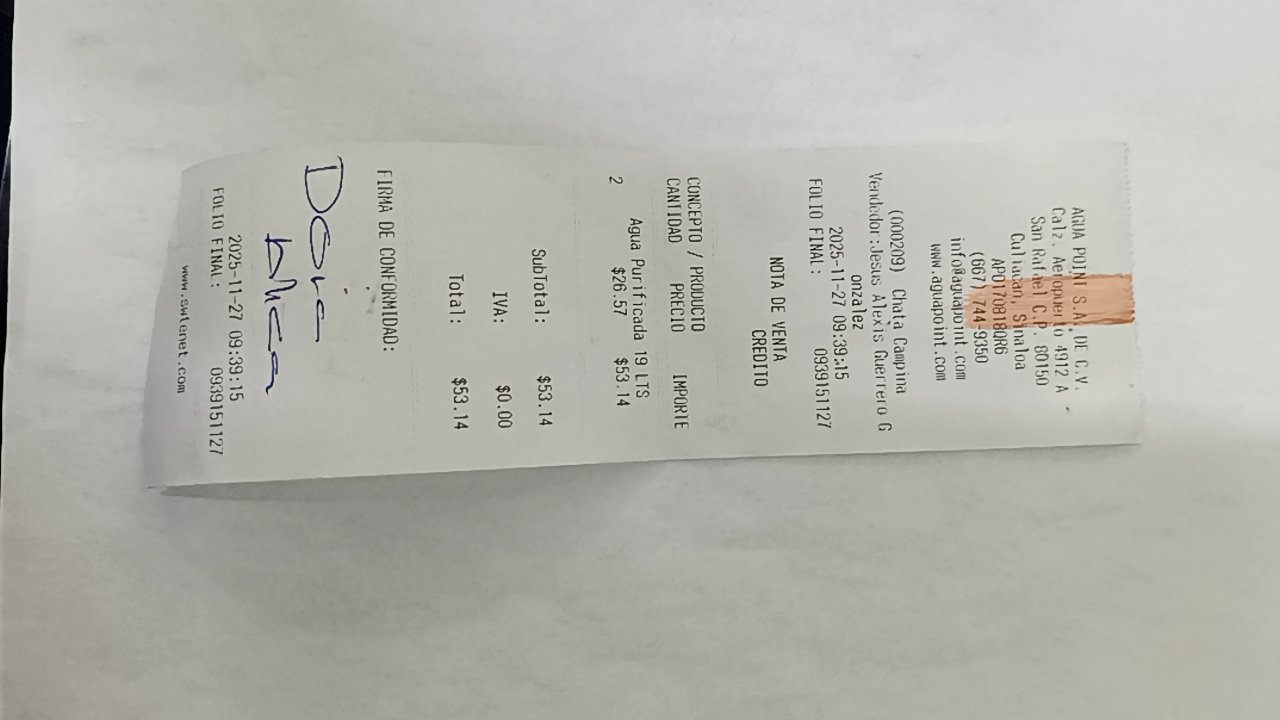 AGUA POINT S.A. DE C.V.
Calz. Aeropuerto 4912 A
San Rafael C.P. 80150
Culiacan, Sinaloa
APO170818QR6
(667) 744-9350
info@aguapoint.com
www.aguapoint.com
(000209) Chata Campina
Vendedor:Jesus Alexis Guerrero G
onzalez
2025-11-27 09:39:15
FOLIO FINAL: 0939151127
NOTA DE VENTA
CREDITO
CONCEPTO / PRODUCTO
CANTIDAD PRECIO IMPORTE
Agua Purificada 19 LTS
2 $26.57 $53.14
SubTotal: $53.14
IVA: $0.00
Total: $53.14
FIRMA DE CONFORMIDAD:
2025-11-27 09:39:15
FOLIO FINAL: 0939151127
www.swtenet.com